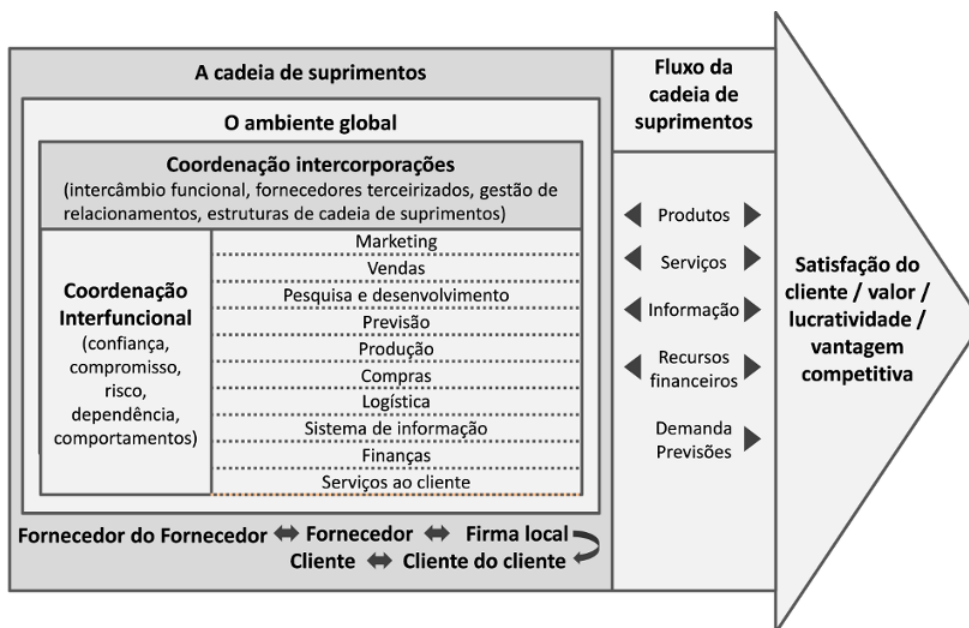 A cadeia de suprimentos
O ambiente global
Coordenação intercorporações
(intercâmbio funcional, fornecedores terceirizados, gestão de
relacionamentos, estruturas de cadeia de suprimentos)
Coordenação
Interfuncional
(confiança,
compromisso,
risco,
dependência,
comportamentos)
Marketing
Vendas
Pesquisa e desenvolvimento
Previsão
Produção
Compras
Logística
Sistema de informação
Finanças
Serviços ao cliente
Fornecedor do Fornecedor Fornecedor Firma local
Cliente Cliente do cliente
Fluxo da
cadeia de
suprimentos
Produtos
Serviços
Informação
Recursos
financeiros
Demanda
Previsões
Satisfação do
cliente / valor /
lucratividade /
vantagem
competitiva